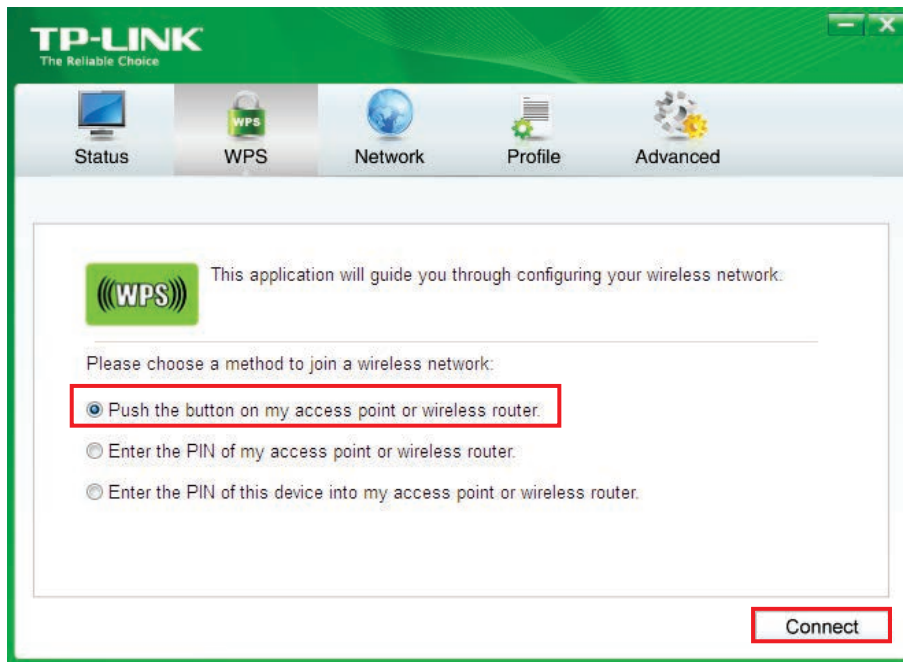 TP-LINK
The Reliable Choice
WPS
Status
WPS
Network
Profile
Advanced
(((WPS)))
This application will guide you through configuring your wireless network.
Please choose a method to join a wireless network:
Push the button on my access point or wireless router.
Enter the PIN of my access point or wireless router.
Enter the PIN of this device into my access point or wireless router.
Connect